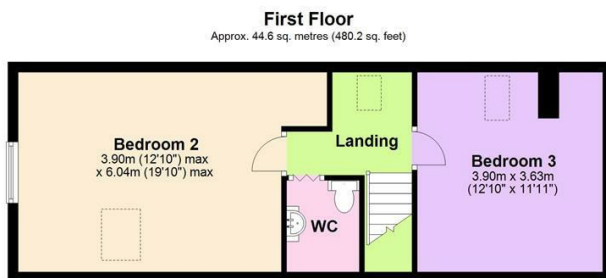 First Floor
Approx. 44.6 sq. metres (480.2 sq. feet)
Bedroom 2
3.90m (12'10") max
x 6.04m (19'10") max
Landing
Bedroom 3
3.90m x 3.63m
(12'10" x 11'11")
WC